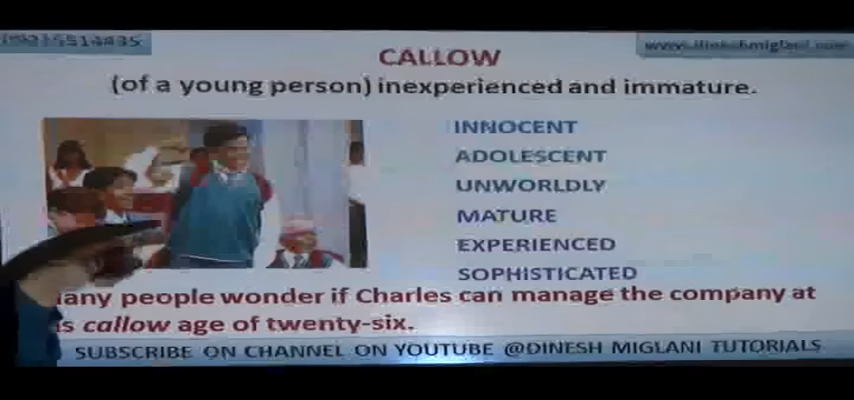 CALLOW
(of a young person) inexperienced and immature.
INNOCENT
ADOLESCENT
UNWORLDLY
MATURE
EXPERIENCED
SOPHISTICATED
people wonder if Charles can manage the company at
callow age of twenty-six.
SUBSCRIBE ON CHANNEL ON YOUTUBE @DINESH MIGLANI TUTORIALS